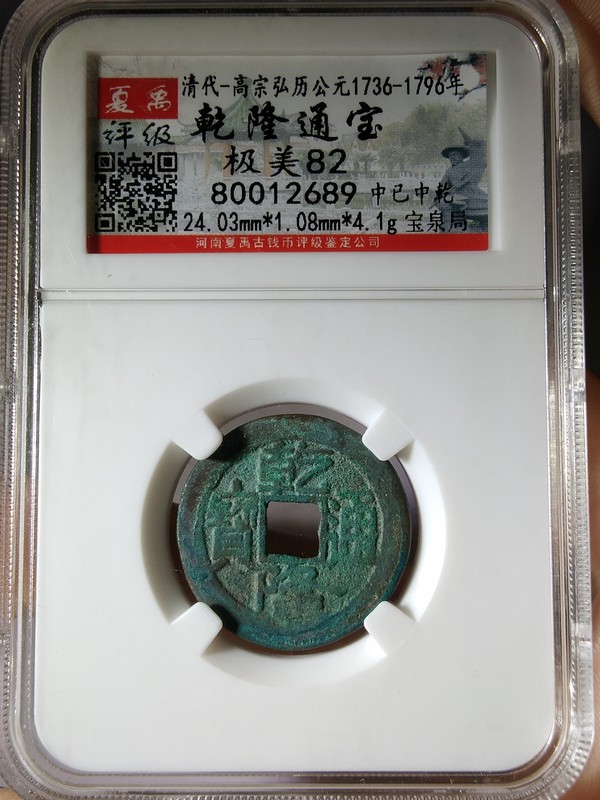 清代-高宗弘历公元1736-1796年
夏禹
评级
乾隆通宝
极美82
80012689 中已中乾
24.03mm*1.08mm*4.1g 宝泉局
河南夏禹古钱币评级鉴定公司
乾隆通寶